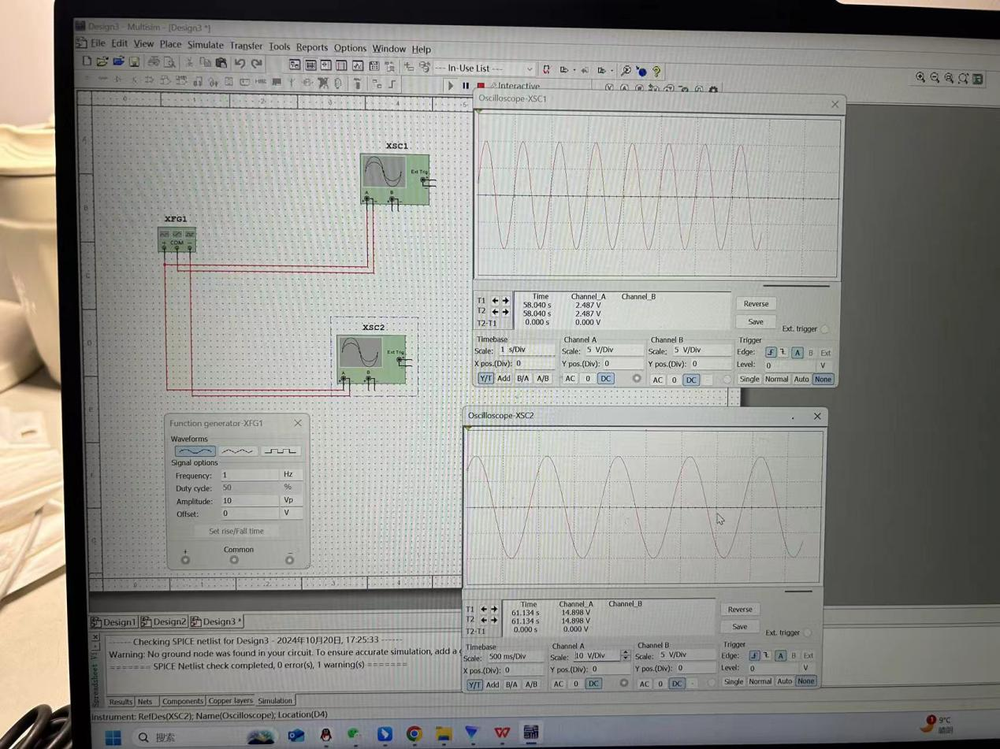 Design3 - Multisim - [Design3 *]
File Edit View Place Simulate Transfer Tools Reports Options Window Help
--- In-Use List ---
Interactive
XSC1
Ext Trig
A B
XFG1
COM
XSC2
Ext Trig
A B
Oscilloscope-XSC1
T1
T2
T2-T1
Time Channel_A Channel_B
58.040 s 2.487 V
58.040 s 2.487 V
0.000 s 0.000 V
Reverse
Save
Ext. trigger
Timebase
Scale: 1 s/Div
X pos.(Div): 0
Y/T Add B/A A/B
Channel A
Scale: 5 V/Div
Y pos.(Div): 0
AC 0 DC
Channel B
Scale: 5 V/Div
Y pos.(Div): 0
AC 0 DC -
Trigger
Edge: A B Ext
Level: 0 V
Single Normal Auto None
Function generator-XFG1
Waveforms
Signal options
Frequency: 1 Hz
Duty cycle: 50 %
Amplitude: 10 Vp
Offset: 0 V
Set rise/Fall time
+ Common -
Oscilloscope-XSC2
T1
T2
T2-T1
Time Channel_A Channel_B
61.134 s 14.898 V
61.134 s 14.898 V
0.000 s 0.000 V
Reverse
Save
Ext. trigger
Timebase
Scale: 500 ms/Div
X pos.(Div): 0
Y/T Add B/A A/B
Channel A
Scale: 10 V/Div
Y pos.(Div): 0
AC 0 DC
Channel B
Scale: 5 V/Div
Y pos.(Div): 0
AC 0 DC -
Trigger
Edge: A B Ext
Level: 0 V
Single Normal Auto None
Design1 Design2 Design3 *
------ Checking SPICE netlist for Design3 - 2024年10月20日, 17:25:33 ------
Warning: No ground node was found in your circuit. To ensure accurate simulation, add a
======= SPICE Netlist check completed, 0 error(s), 1 warning(s) =======
Spreadsheet Vi
Results Nets Components Copper layers Simulation
Instrument: RefDes(XSC2); Name(Oscilloscope); Location(D4)
搜索
1
9°C
晴朗